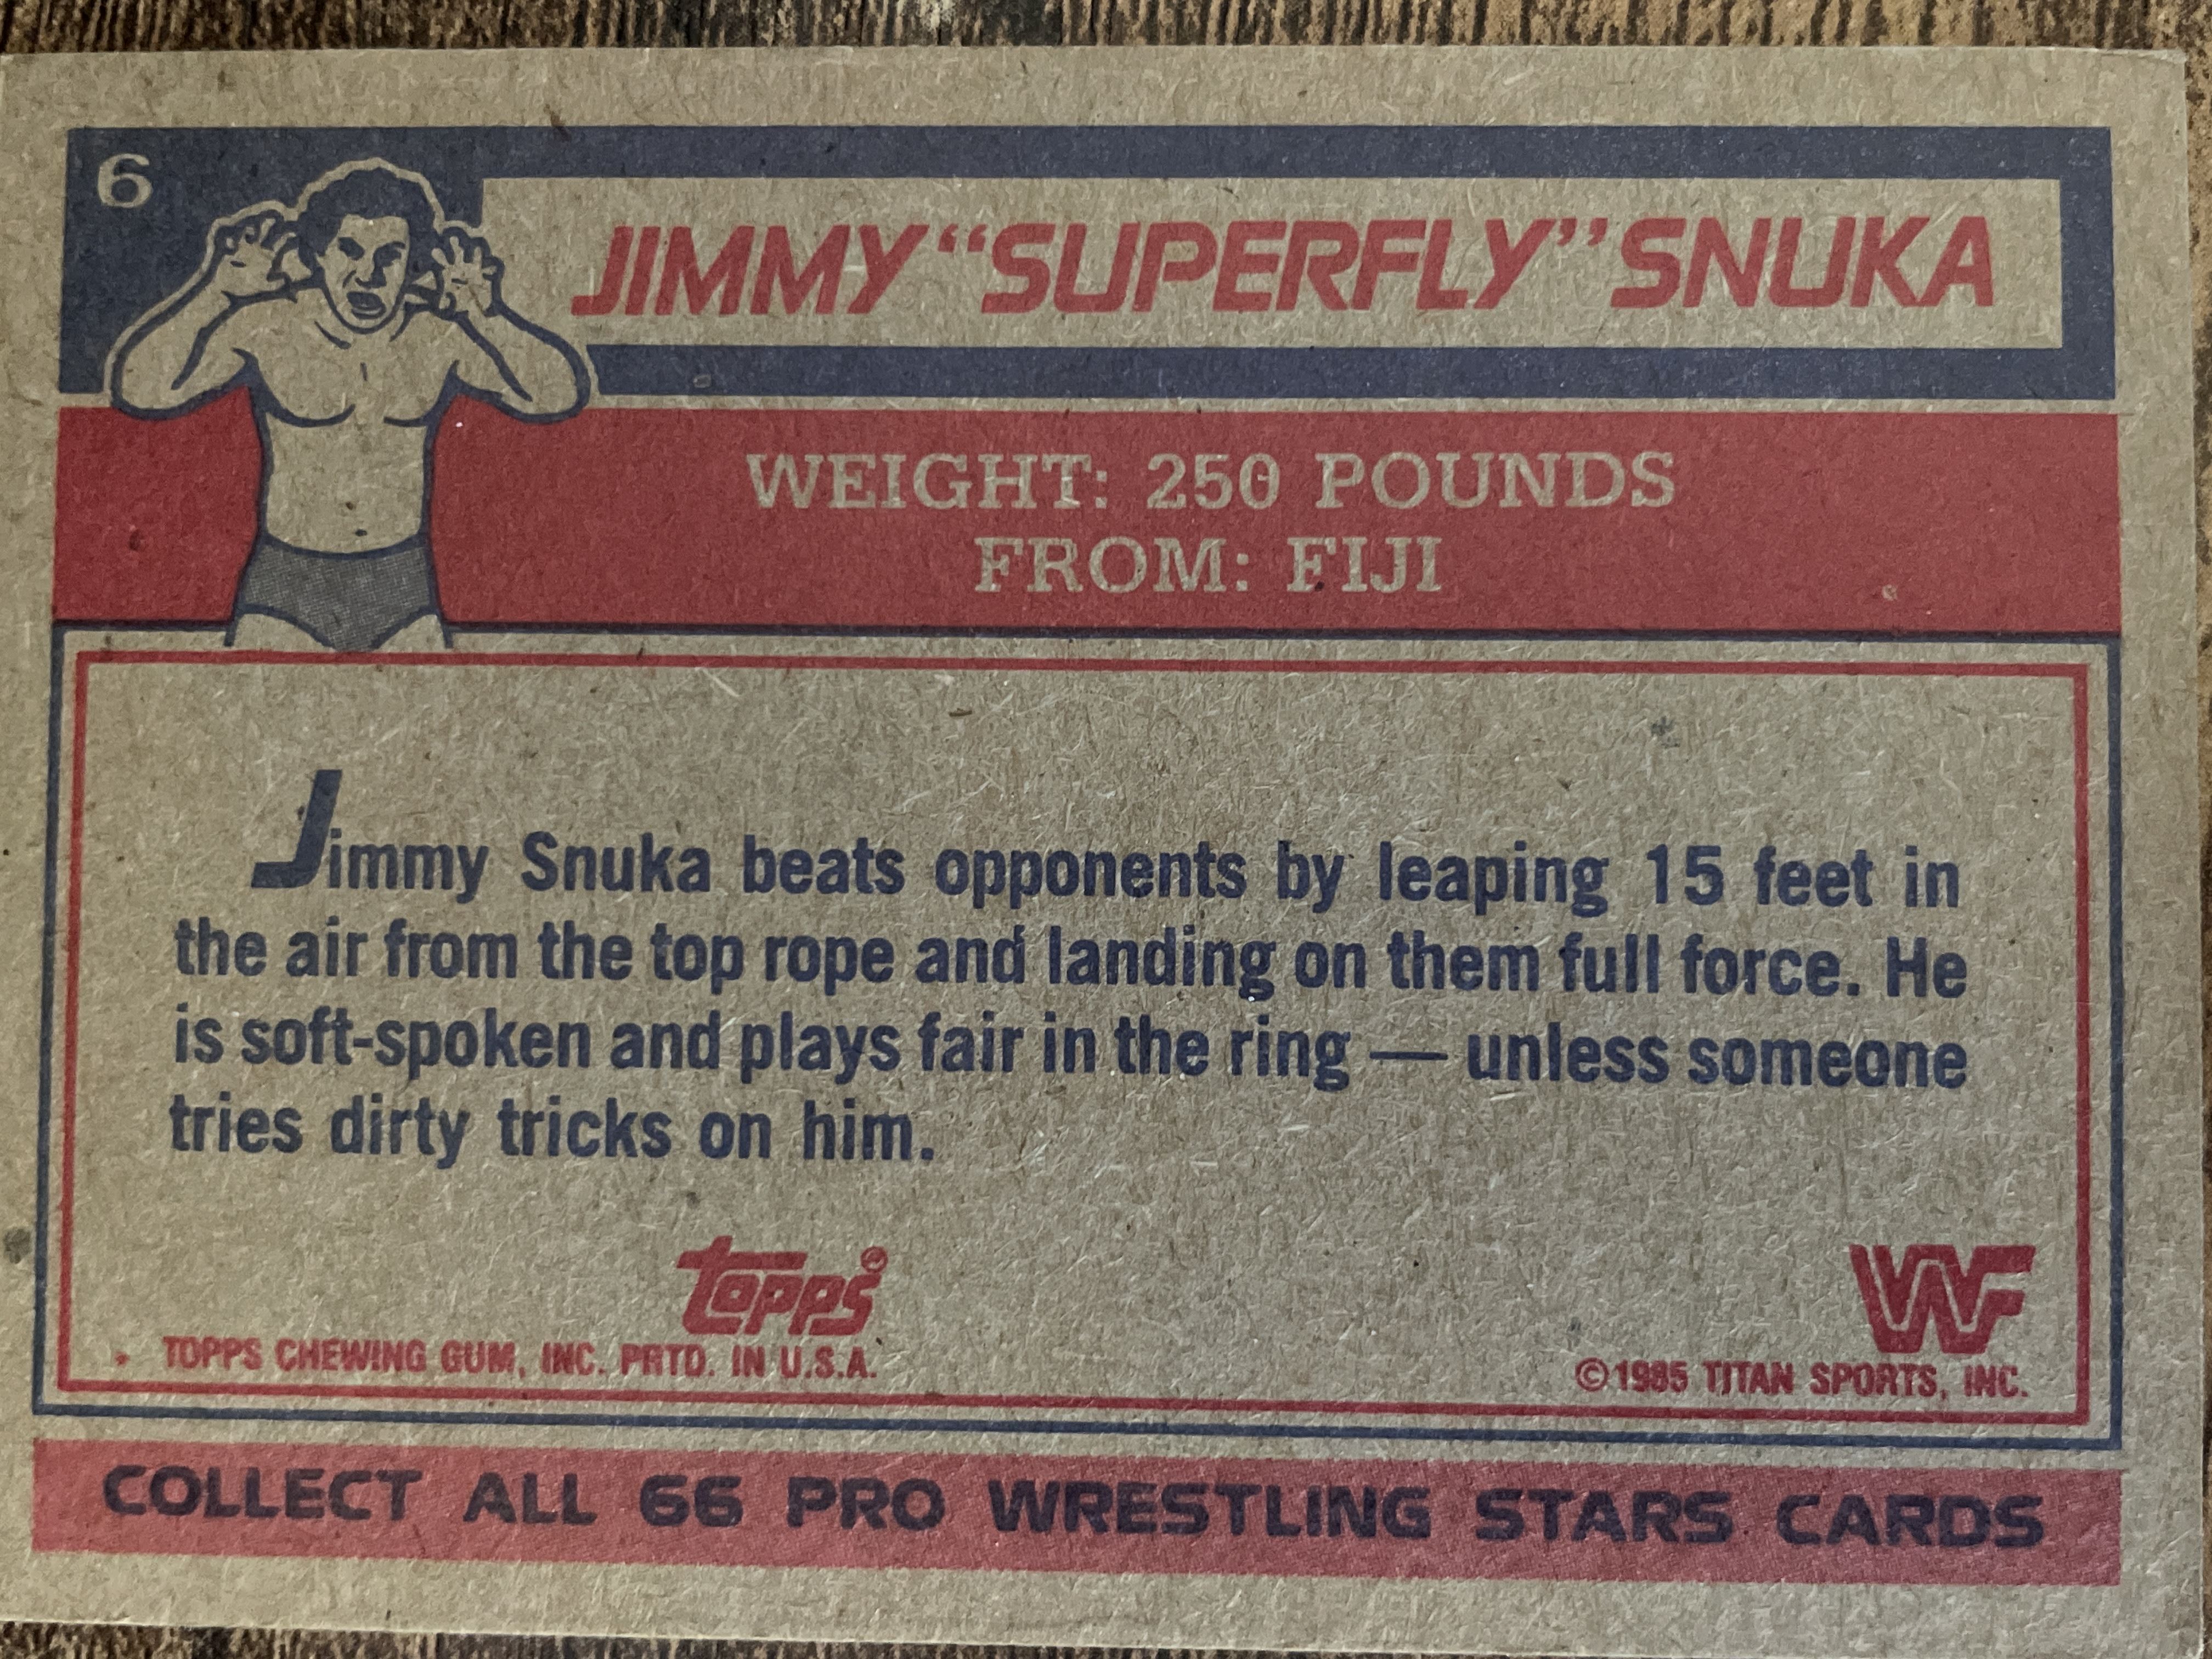 6
JIMMY “SUPERFLY” SNUKA
WEIGHT: 250 POUNDS
FROM: FIJI
Jimmy Snuka beats opponents by leaping 15 feet in
the air from the top rope and landing on them full force. He
is soft-spoken and plays fair in the ring — unless someone
tries dirty tricks on him.
topps®
WF
TOPPS CHEWING GUM, INC. PRTD. IN U.S.A.
©1985 TITAN SPORTS, INC.
COLLECT ALL 66 PRO WRESTLING STARS CARDS